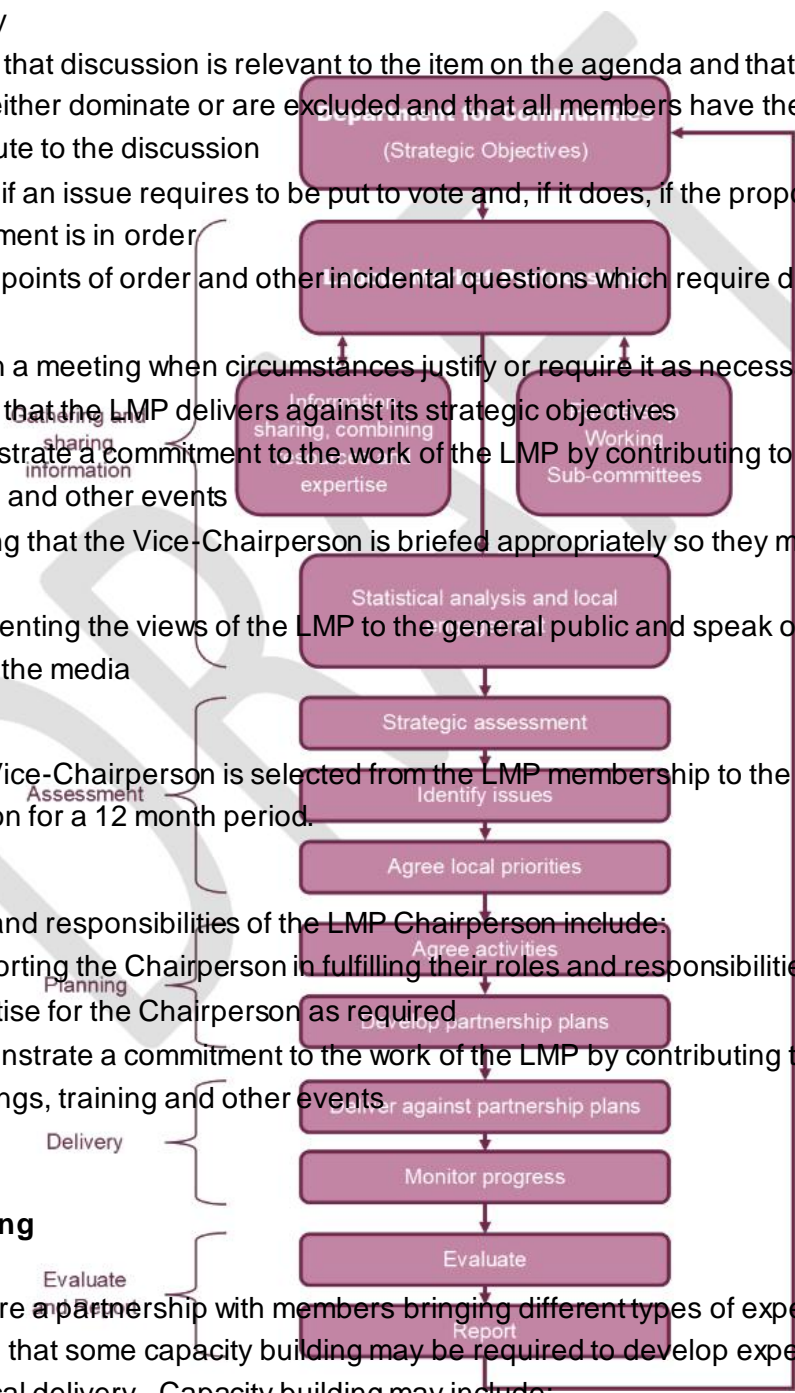 y
that discussion is relevant to the item on the agenda and that
either dominate or are excluded and that all members have the
Department for Communities
(Strategic Objectives)
ute to the discussion
if an issue requires to be put to vote and, if it does, if the propo
ment is in order
points of order and other incidental questions which require d
Labour Market Partnerships
n a meeting when circumstances justify or require it as necess
that the LMP delivers against its strategic objectives
Gathering and
sharing
information
Information
sharing, combining
resources and
expertise
Partnership
Working
Sub-committees
strate a commitment to the work of the LMP by contributing to
and other events
ng that the Vice-Chairperson is briefed appropriately so they m
Statistical analysis and local
engagement
enting the views of the LMP to the general public and speak o
the media
Strategic assessment
Vice-Chairperson is selected from the LMP membership to the
Assessment
Identify issues
on for a 12 month period.
Agree local priorities
and responsibilities of the LMP Chairperson include:
Agree activities
orting the Chairperson in fulfilling their roles and responsibilitie
Planning
tise for the Chairperson as required
Develop partnership plans
nstrate a commitment to the work of the LMP by contributing t
ngs, training and other events
Deliver against partnership plans
Delivery
Monitor progress
ng
Evaluate
Evaluate
and Report
re a partnership with members bringing different types of expe
Report
that some capacity building may be required to develop expe
cal delivery. Capacity building may include:
DRAFT